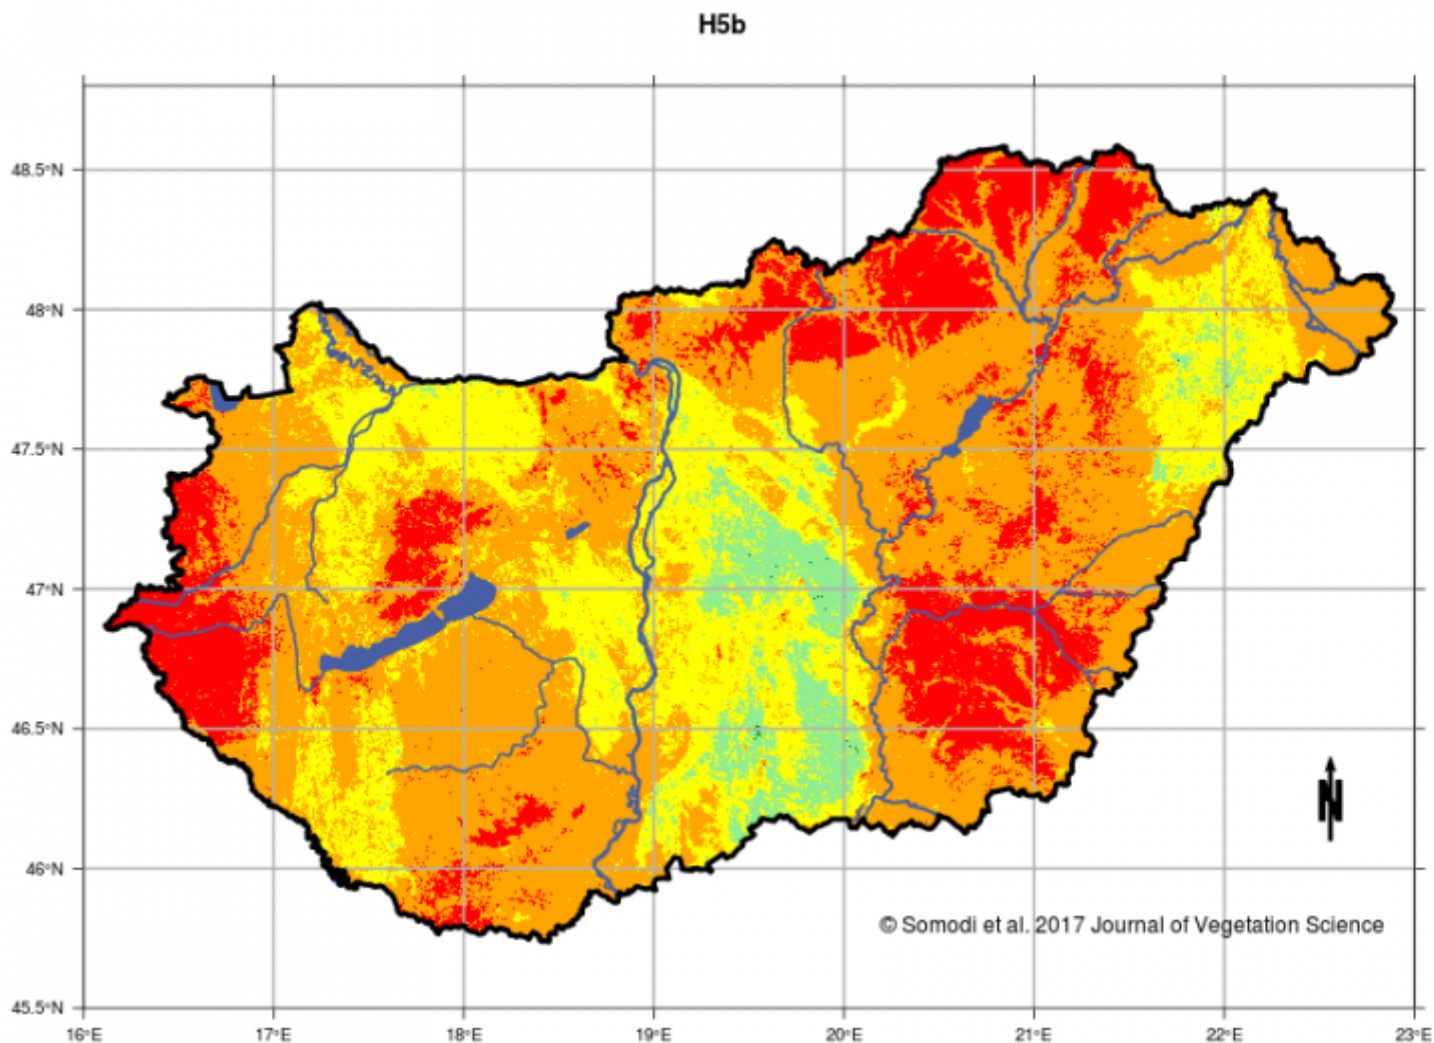 H5b
48.5°N
48°N
47.5°N
47°N
46.5°N
46°N
45.5°N
N
© Somodi et al. 2017 Journal of Vegetation Science
16°E 17°E 18°E 19°E 20°E 21°E 22°E 23°E